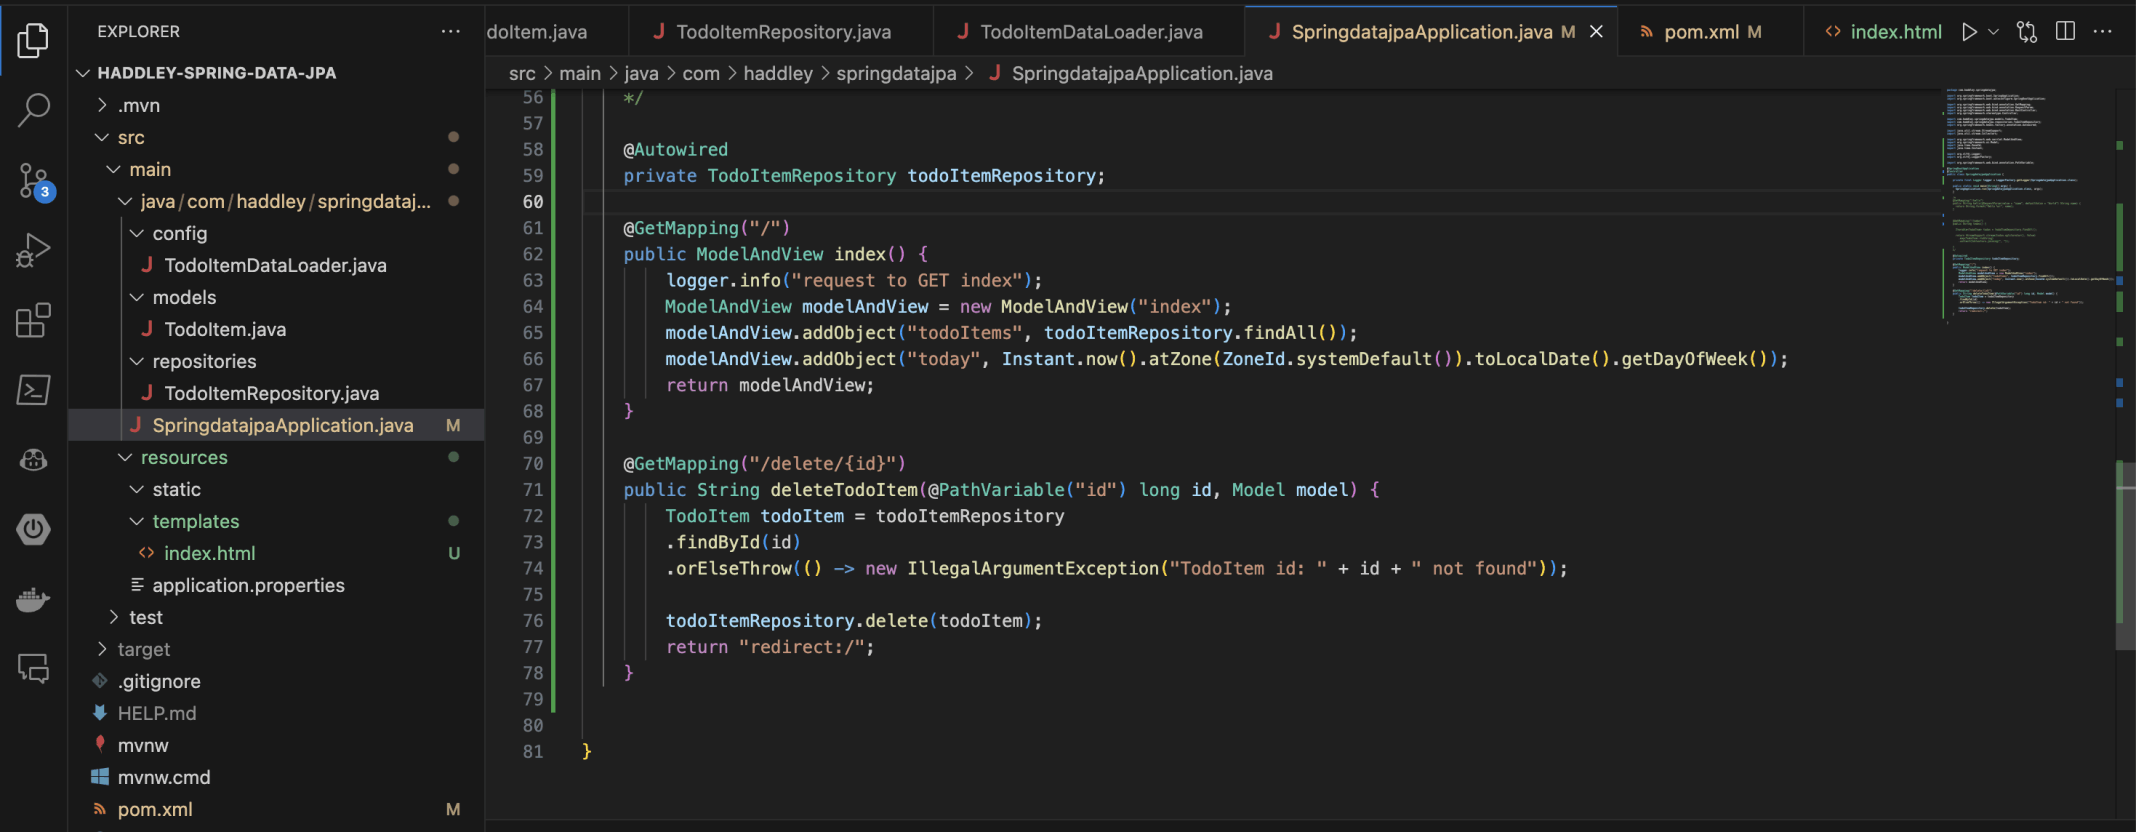 EXPLORER
HADDLEY-SPRING-DATA-JPA
.mvn
src
main
java/com/haddley/springdataj...
config
TodoItemDataLoader.java
models
TodoItem.java
repositories
TodoItemRepository.java
SpringdatajpaApplication.java M
resources
static
templates
index.html U
application.properties
test
target
.gitignore
HELP.md
mvnw
mvnw.cmd
pom.xml M
3
doItem.java TodoItemRepository.java TodoItemDataLoader.java SpringdatajpaApplication.java M pom.xml M index.html
src > main > java > com > haddley > springdatajpa > SpringdatajpaApplication.java
56 */
57
58 @Autowired
59 private TodoItemRepository todoItemRepository;
60
61 @GetMapping("/")
62 public ModelAndView index() {
63 logger.info("request to GET index");
64 ModelAndView modelAndView = new ModelAndView("index");
65 modelAndView.addObject("todoItems", todoItemRepository.findAll());
66 modelAndView.addObject("today", Instant.now().atZone(ZoneId.systemDefault()).toLocalDate().getDayOfWeek());
67 return modelAndView;
68 }
69
70 @GetMapping("/delete/{id}")
71 public String deleteTodoItem(@PathVariable("id") long id, Model model) {
72 TodoItem todoItem = todoItemRepository
73 .findById(id)
74 .orElseThrow(() -> new IllegalArgumentException("TodoItem id: " + id + " not found"));
75
76 todoItemRepository.delete(todoItem);
77 return "redirect:/";
78 }
79
80
81 }